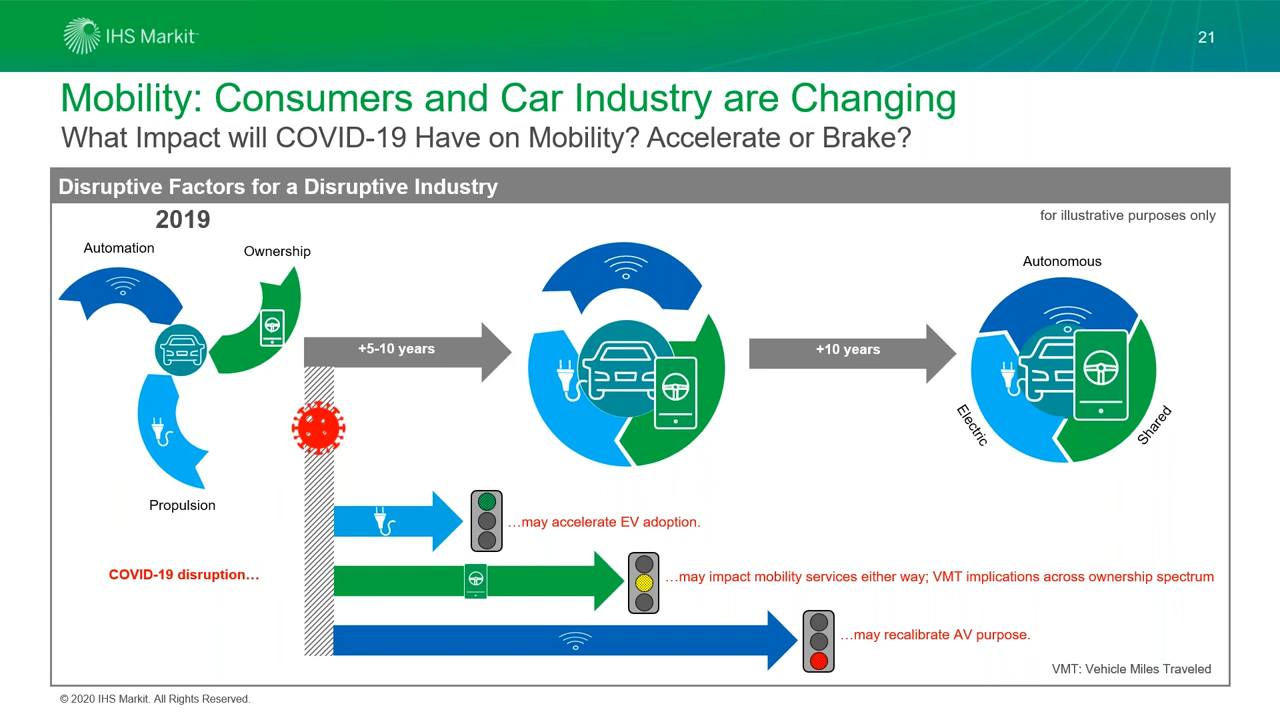 IHS Markit™
21
Mobility: Consumers and Car Industry are Changing
What Impact will COVID-19 Have on Mobility? Accelerate or Brake?
Disruptive Factors for a Disruptive Industry
2019
for illustrative purposes only
Automation
Ownership
Autonomous
+5-10 years
+10 years
Electric
Shared
Propulsion
…may accelerate EV adoption.
COVID-19 disruption…
…may impact mobility services either way; VMT implications across ownership spectrum
…may recalibrate AV purpose.
VMT: Vehicle Miles Traveled
© 2020 IHS Markit. All Rights Reserved.